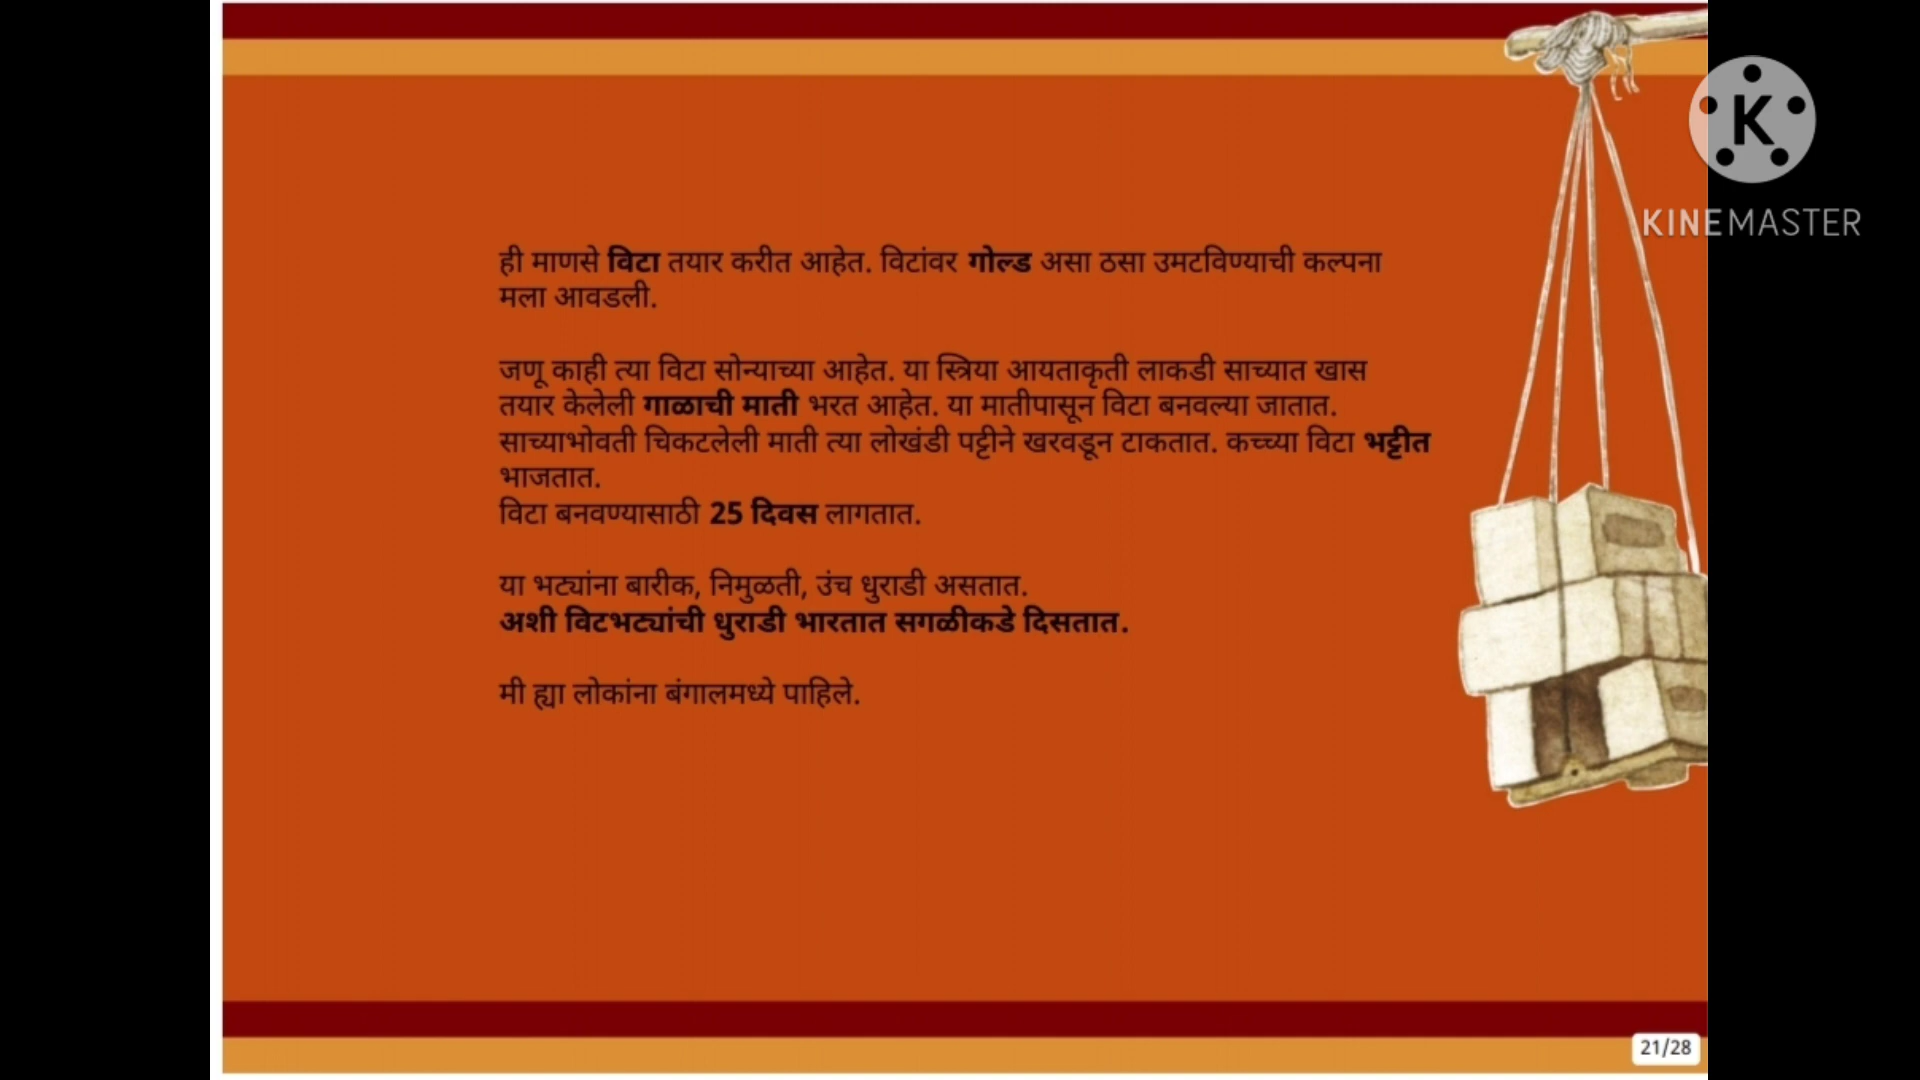 ही माणसे विटा तयार करीत आहेत. विटांवर गोल्ड असा ठसा उमटविण्याची कल्पना
मला आवडली.
जणू काही त्या विटा सोन्याच्या आहेत. या स्त्रिया आयताकृती लाकडी साच्यात खास
तयार केलेली गाळाची माती भरत आहेत. या मातीपासून विटा बनवल्या जातात.
साच्याभोवती चिकटलेली माती त्या लोखंडी पट्टीने खरवडून टाकतात. कच्च्या विटा भट्टीत
भाजतात.
विटा बनवण्यासाठी 25 दिवस लागतात.
या भट्यांना बारीक, निमुळती, उंच धुराडी असतात.
अशी विटभट्यांची धुराडी भारतात सगळीकडे दिसतात.
मी ह्या लोकांना बंगालमध्ये पाहिले.
K
KINEMASTER
21/28